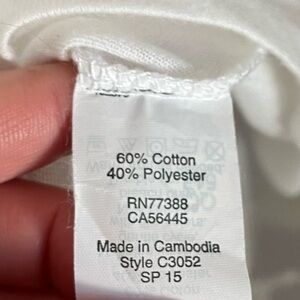 60% Cotton
40% Polyester
RN77388
CA56445
Made in Cambodia
Style C3052
SP 15